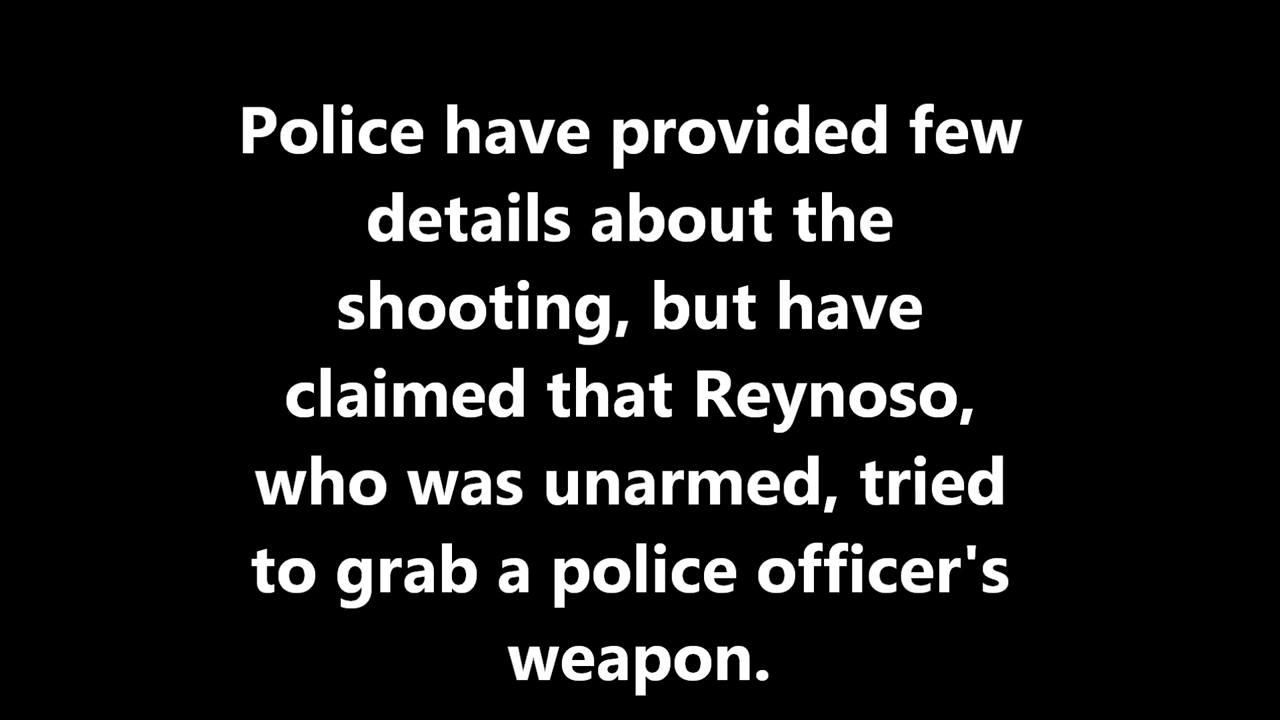 Police have provided few
details about the
shooting, but have
claimed that Reynoso,
who was unarmed, tried
to grab a police officer's
weapon.